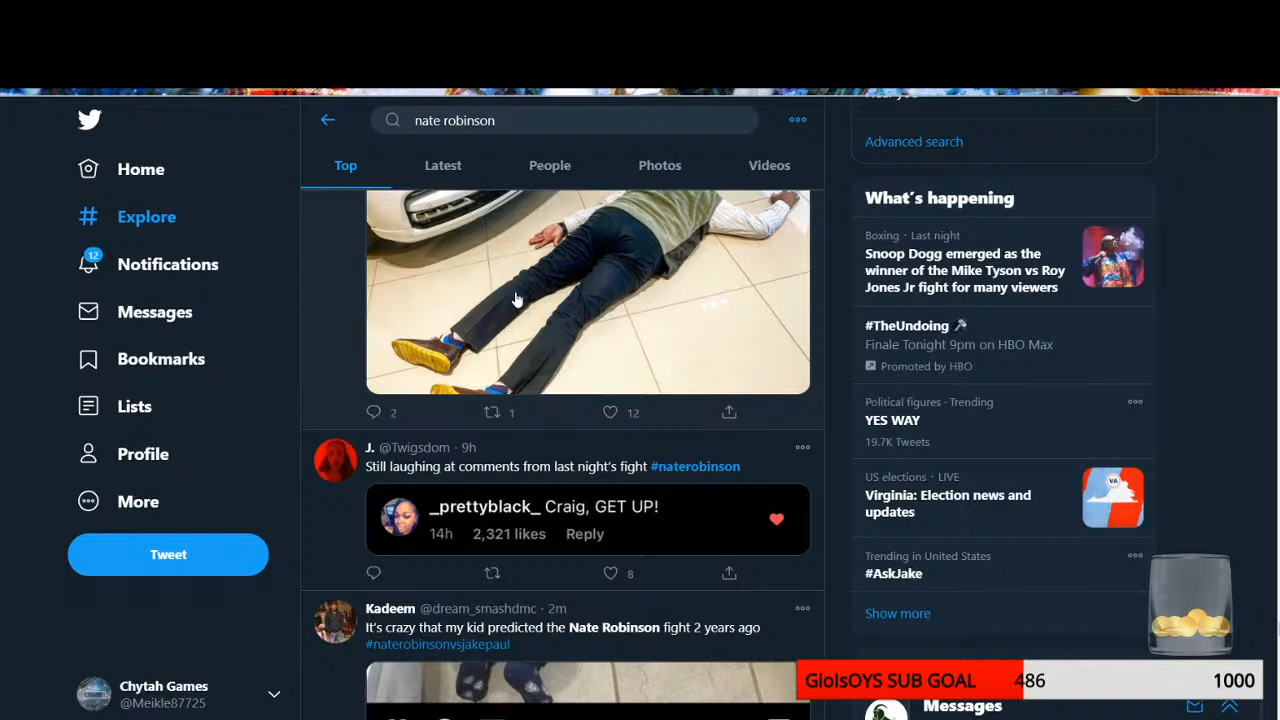 nate robinson
Advanced search
Top
Latest
People
Photos
Videos
Home
Explore
12
Notifications
Messages
Bookmarks
Lists
Profile
More
Tweet
Chytah Games
@Meikle87725
2
1
12
J. @Twigsdom · 9h
Still laughing at comments from last night's fight #naterobinson
_prettyblack_ Craig, GET UP!
14h 2,321 likes Reply
8
Kadeem @dream_smashdmc · 2m
It's crazy that my kid predicted the Nate Robinson fight 2 years ago
#naterobinsonvsjakepaul
What's happening
Boxing · Last night
Snoop Dogg emerged as the
winner of the Mike Tyson vs Roy
Jones Jr fight for many viewers
#TheUndoing
Finale Tonight 9pm on HBO Max
Promoted by HBO
Political figures · Trending
YES WAY
19.7K Tweets
US elections · LIVE
Virginia: Election news and
updates
VA
Trending in United States
#AskJake
Show more
GioIsOYS SUB GOAL 486 1000
Messages